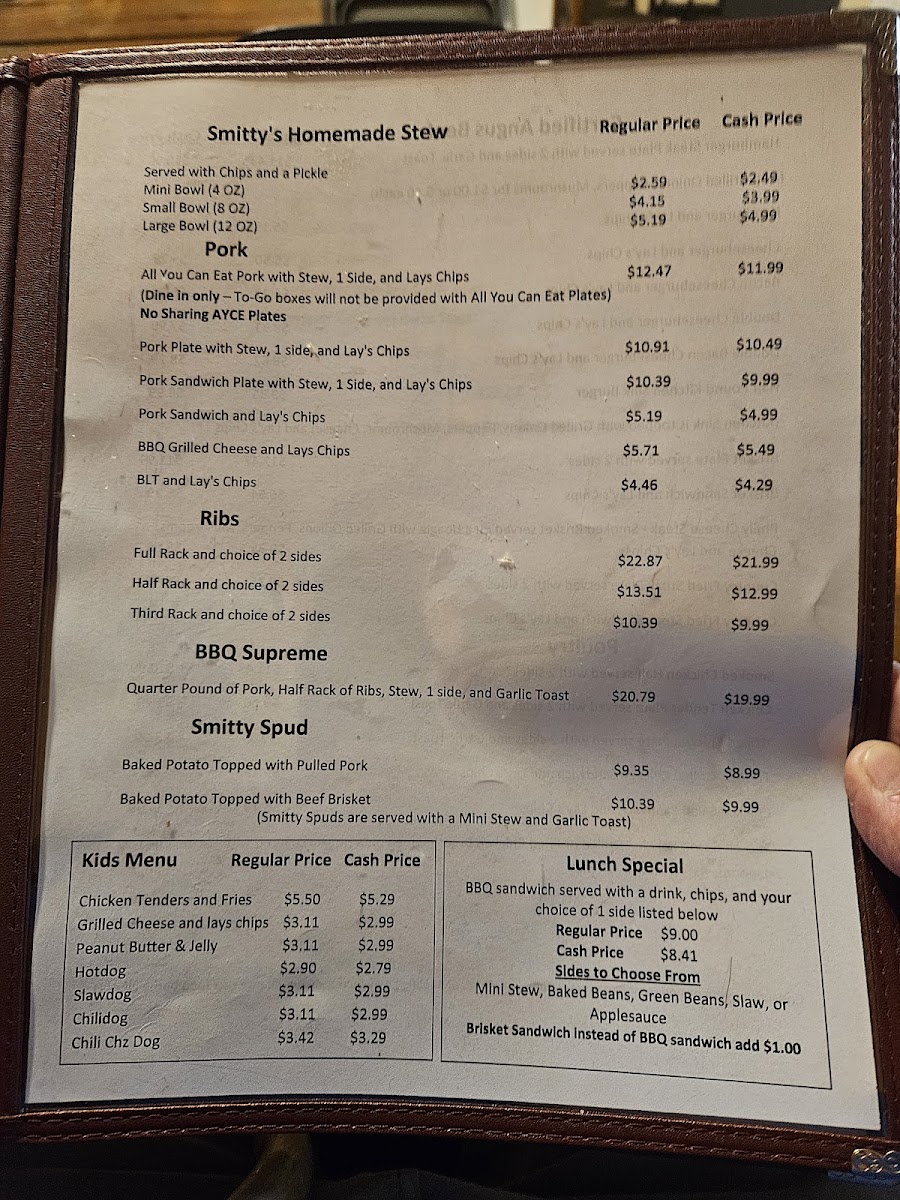 Smitty's Homemade Stew Regular Price Cash Price
Served with Chips and a Pickle
Mini Bowl (4 OZ) $2.59 $2.49
Small Bowl (8 OZ) $4.15 $3.99
Large Bowl (12 OZ) $5.19 $4.99
Pork
All You Can Eat Pork with Stew, 1 Side, and Lays Chips $12.47 $11.99
(Dine in only – To-Go boxes will not be provided with All You Can Eat Plates)
No Sharing AYCE Plates
Pork Plate with Stew, 1 side, and Lay's Chips $10.91 $10.49
Pork Sandwich Plate with Stew, 1 Side, and Lay's Chips $10.39 $9.99
Pork Sandwich and Lay's Chips $5.19 $4.99
BBQ Grilled Cheese and Lays Chips $5.71 $5.49
BLT and Lay's Chips $4.46 $4.29
Ribs
Full Rack and choice of 2 sides $22.87 $21.99
Half Rack and choice of 2 sides $13.51 $12.99
Third Rack and choice of 2 sides $10.39 $9.99
BBQ Supreme
Quarter Pound of Pork, Half Rack of Ribs, Stew, 1 side, and Garlic Toast $20.79 $19.99
Smitty Spud
Baked Potato Topped with Pulled Pork $9.35 $8.99
Baked Potato Topped with Beef Brisket $10.39 $9.99
(Smitty Spuds are served with a Mini Stew and Garlic Toast)
Kids Menu Regular Price Cash Price
Chicken Tenders and Fries $5.50 $5.29
Grilled Cheese and lays chips $3.11 $2.99
Peanut Butter & Jelly $3.11 $2.99
Hotdog $2.90 $2.79
Slawdog $3.11 $2.99
Chilidog $3.11 $2.99
Chili Chz Dog $3.42 $3.29
Lunch Special
BBQ sandwich served with a drink, chips, and your
choice of 1 side listed below
Regular Price $9.00
Cash Price $8.41
Sides to Choose From
Mini Stew, Baked Beans, Green Beans, Slaw, or
Applesauce
Brisket Sandwich Instead of BBQ sandwich add $1.00